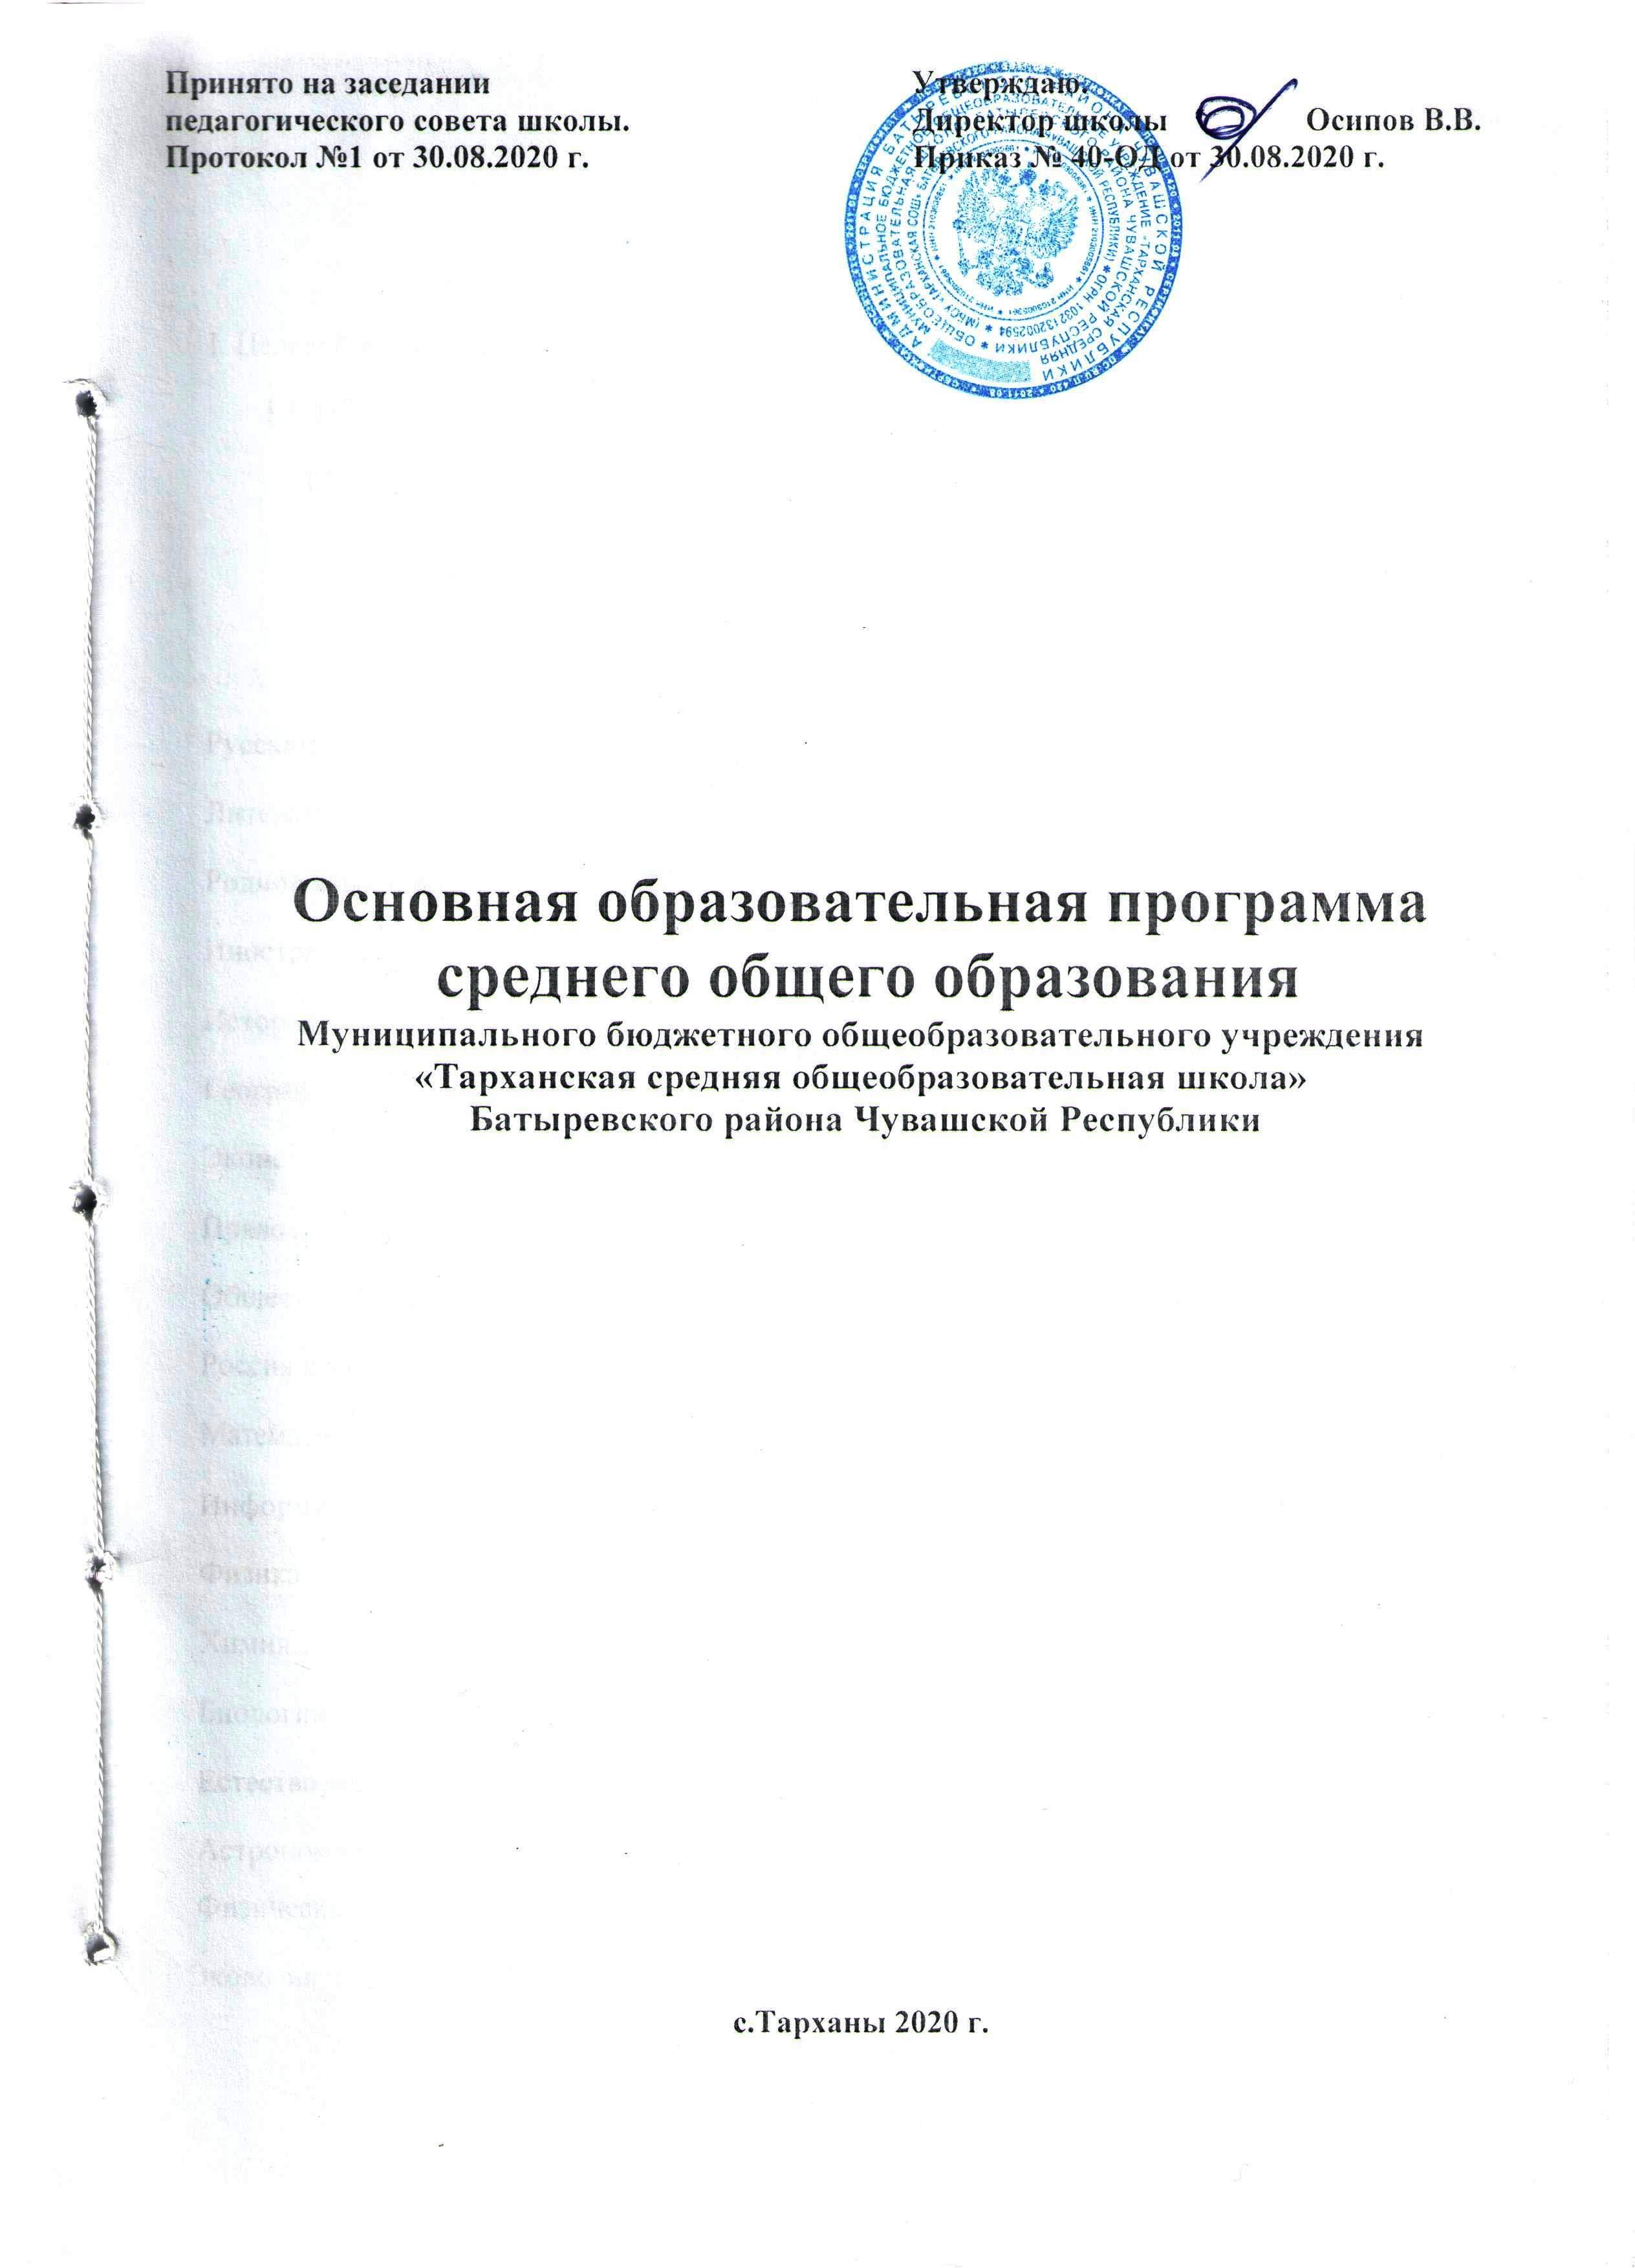 Принято на заседании
педагогического совета школы.
Протокол №1 от 30.08.2020 г.
Утверждаю.
Директор школы Осипов В.В.
Приказ № 40-ОД от 30.08.2020 г.
Основная образовательная программа
среднего общего образования
Муниципального бюджетного общеобразовательного учреждения
«Тарханская средняя общеобразовательная школа»
Батыревского района Чувашской Республики
с.Тарханы 2020 г.